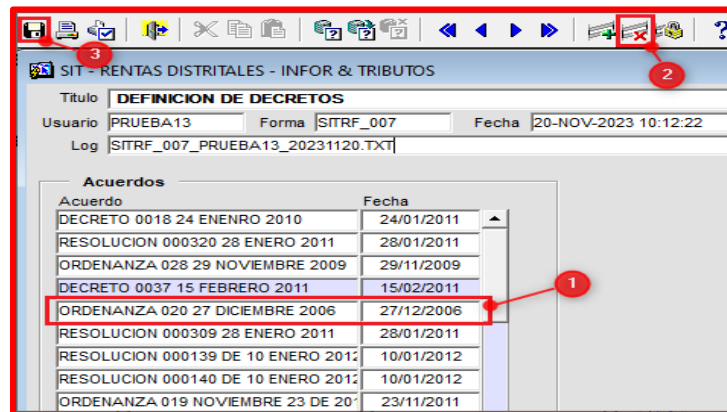 3
2
SIT - RENTAS DISTRITALES - INFOR & TRIBUTOS
Titulo DEFINICION DE DECRETOS
Usuario PRUEBA13 Forma SITRF_007 Fecha 20-NOV-2023 10:12:22
Log SITRF_007_PRUEBA13_20231120.TXT
Acuerdos
Acuerdo Fecha
DECRETO 0018 24 ENENRO 2010 24/01/2011
RESOLUCION 000320 28 ENERO 2011 28/01/2011
ORDENANZA 028 29 NOVIEMBRE 2009 29/11/2009
DECRETO 0037 15 FEBRERO 2011 15/02/2011
1
ORDENANZA 020 27 DICIEMBRE 2006 27/12/2006
RESOLUCION 000309 28 ENERO 2011 28/01/2011
RESOLUCION 000139 DE 10 ENERO 2012 10/01/2012
RESOLUCION 000140 DE 10 ENERO 2012 10/01/2012
ORDENANZA 019 NOVIEMBRE 23 DE 201 23/11/2011